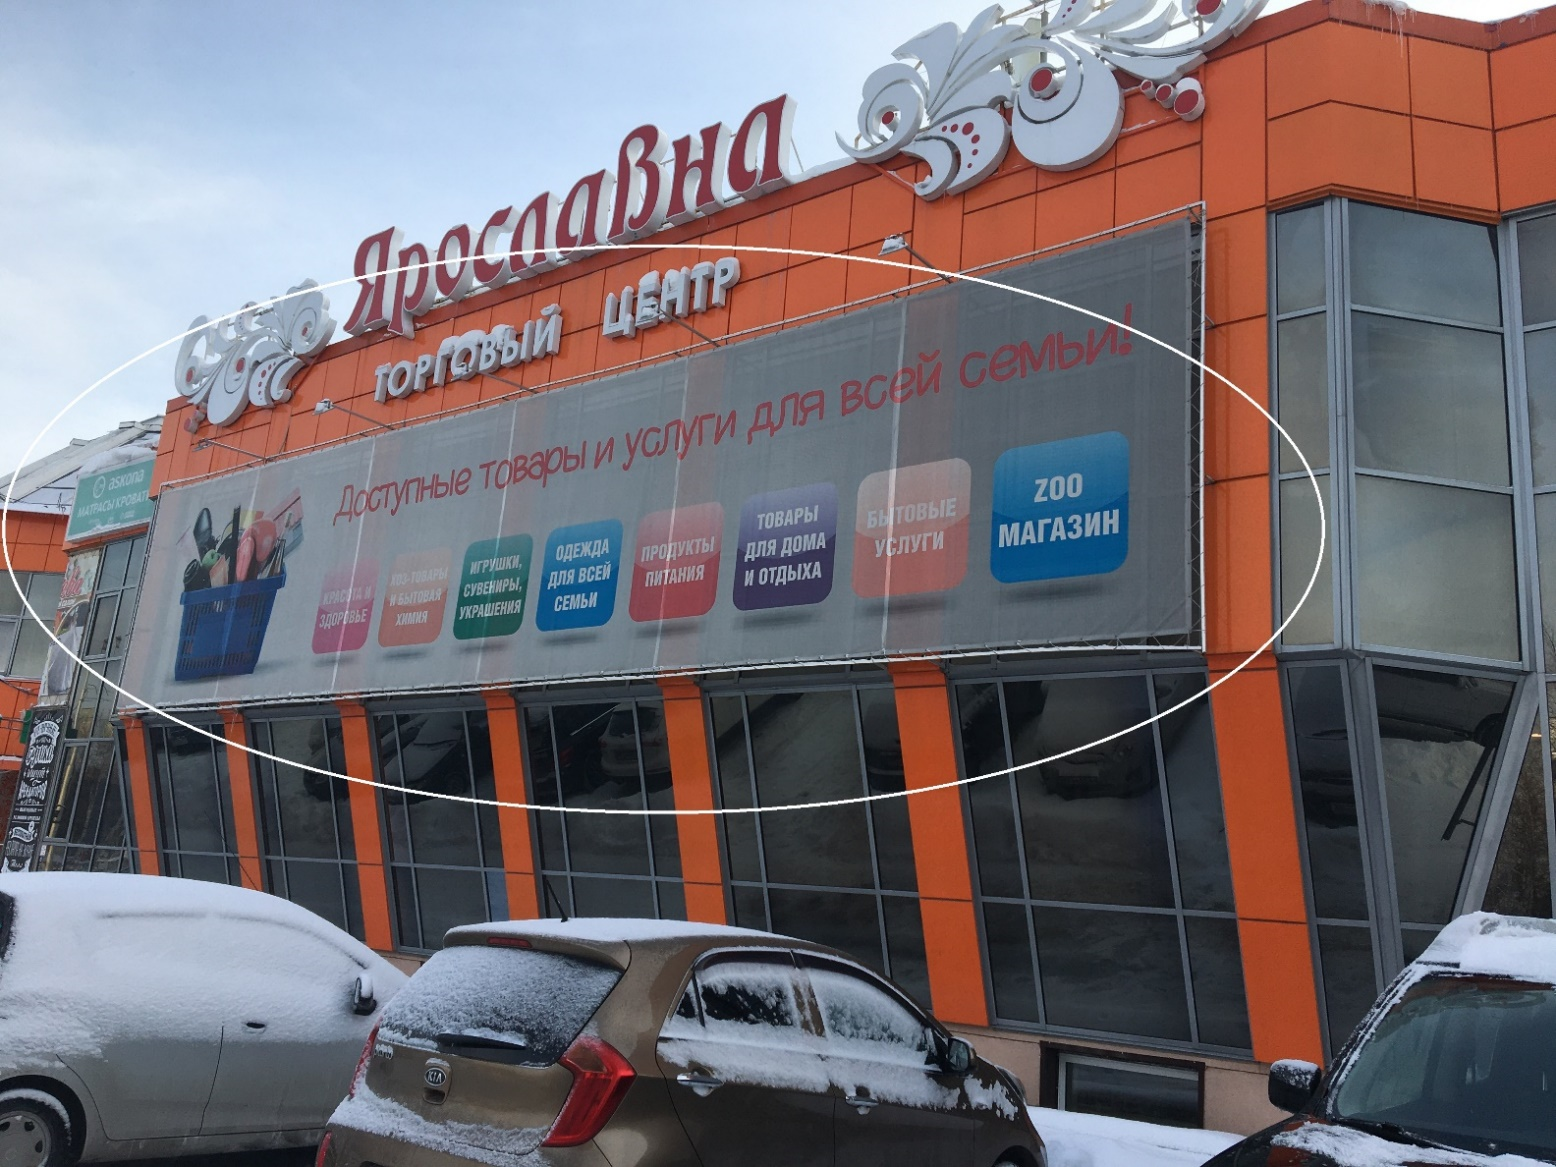 Ярославна
ТОРГОВЫЙ ЦЕНТР
Доступные товары и услуги для всей семьи!
askona
МАТРАСЫ КРОВАТИ
КРАСОТА И
ЗДОРОВЬЕ
ХОЗ-ТОВАРЫ
И БЫТОВАЯ
ХИМИЯ
ИГРУШКИ,
СУВЕНИРЫ,
УКРАШЕНИЯ
ОДЕЖДА
ДЛЯ ВСЕЙ
СЕМЬИ
ПРОДУКТЫ
ПИТАНИЯ
ТОВАРЫ
ДЛЯ ДОМА
И ОТДЫХА
БЫТОВЫЕ
УСЛУГИ
ZOO
МАГАЗИН
KIA